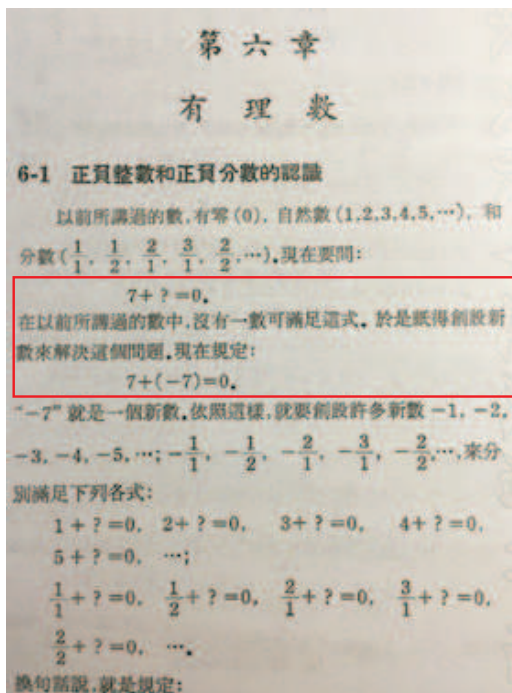 第六章
有理數
6-1 正負整數和正負分數的認識
以前所講過的數,有零(0),自然數(1,2,3,4,5,…),和
分數(1/1, 1/2, 2/1, 3/1, 2/2, …).現在要問:
7+ ? =0.
在以前所講過的數中,沒有一數可滿足這式.於是祇得創設新
數來解決這個問題.現在規定:
7+(-7)=0.
"-7" 就是一個新數.依照這樣,就要創設許多新數 -1, -2,
-3, -4, -5, …; -1/1, -1/2, -2/1, -3/1, -2/2,…,來分
別滿足下列各式:
1+ ? =0, 2+ ? =0, 3+ ? =0, 4+ ? =0,
5+ ? =0, …;
1/1+ ? =0, 1/2+ ? =0, 2/1+ ? =0, 3/1+ ? =0,
2/2+ ? =0, ….
換句話說,就是規定: